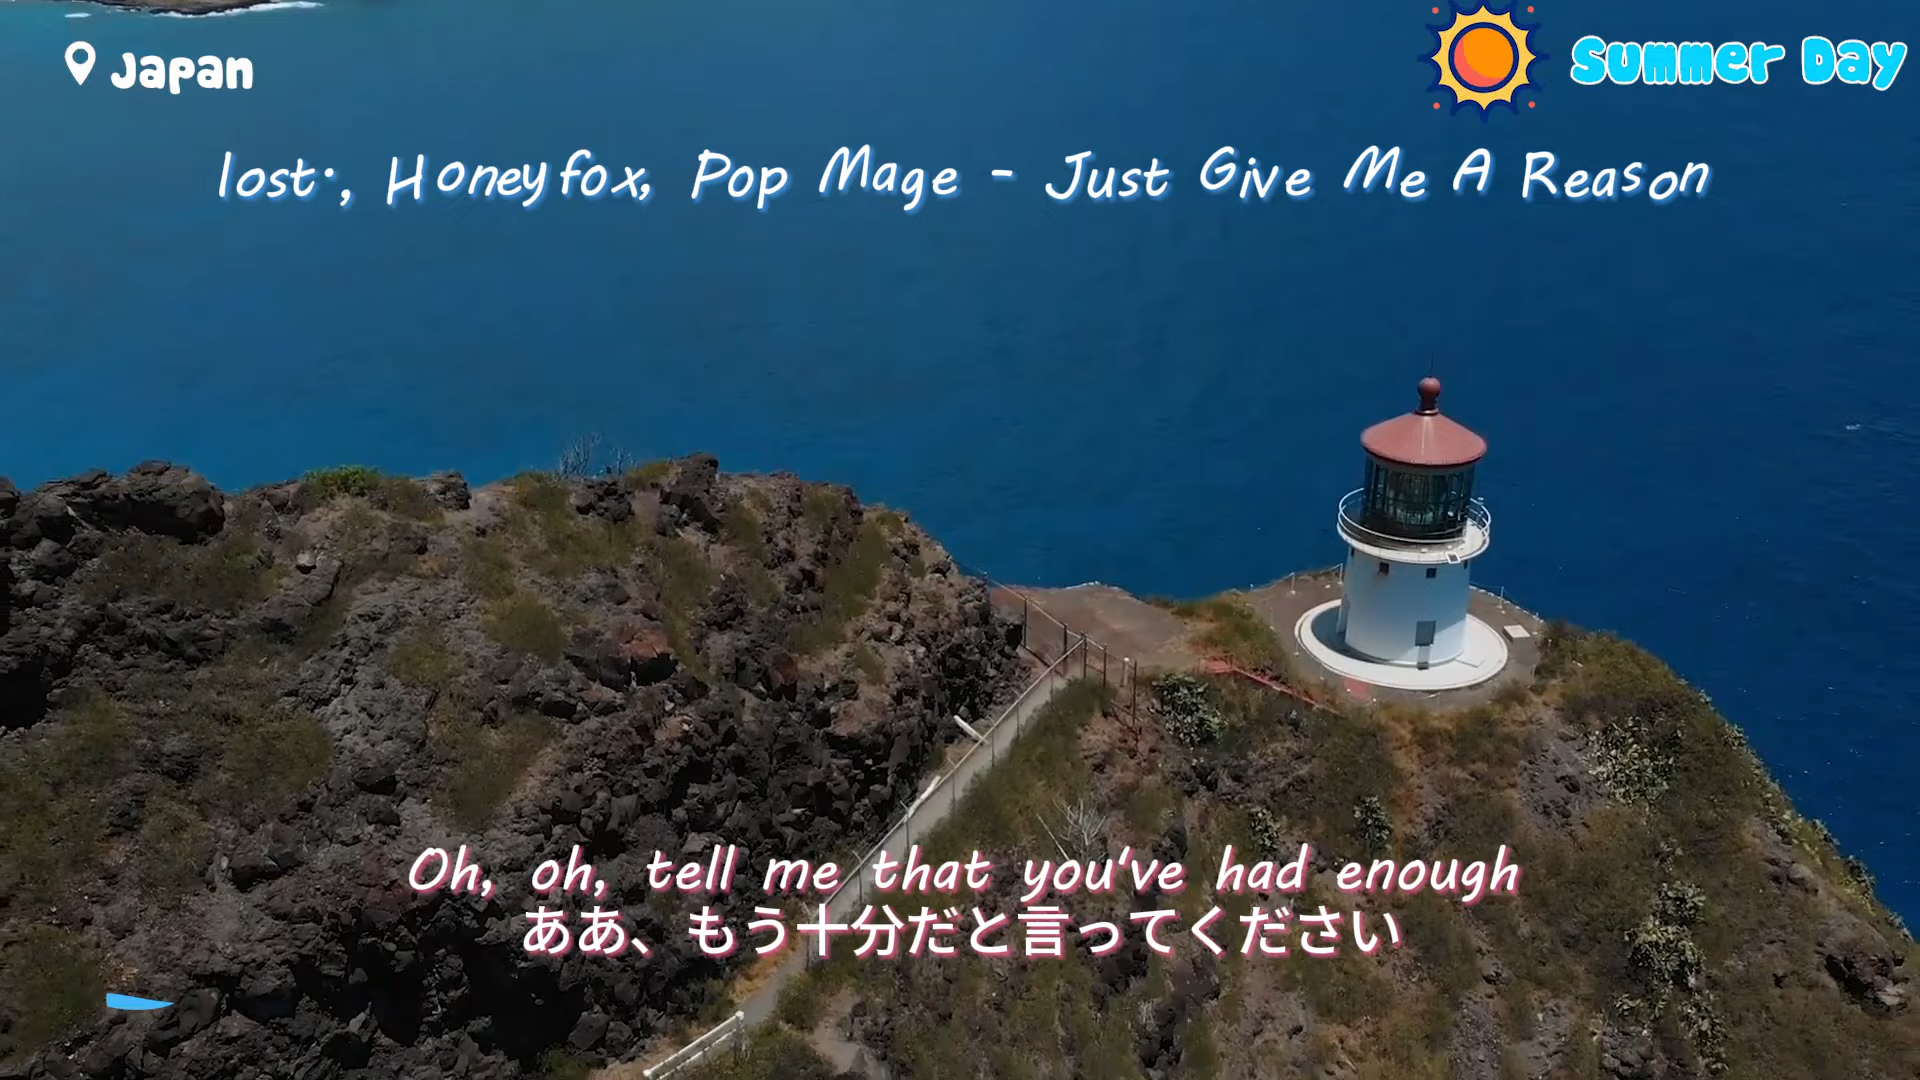 Japan
Summer Day
lost., Honeyfox, Pop Mage - Just Give Me A Reason
Oh, oh, tell me that you've had enough
ああ、もう十分だと言ってください